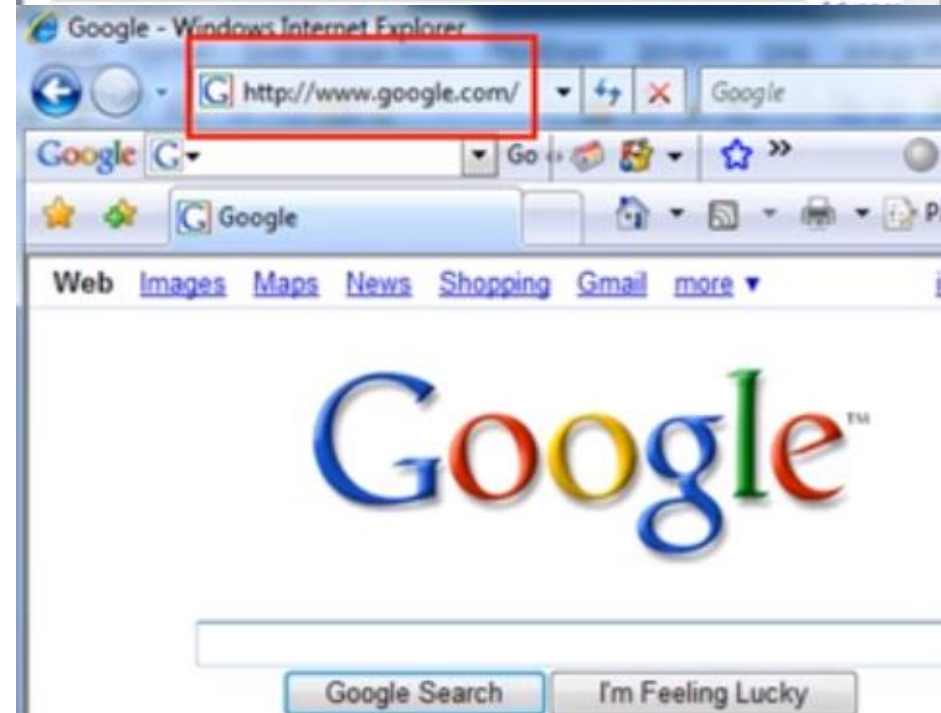 Google - Windows Internet Explorer
http://www.google.com/ Google
Google G Go »
Google P
Web Images Maps News Shopping Gmail more ▼
Google™
Google Search I'm Feeling Lucky